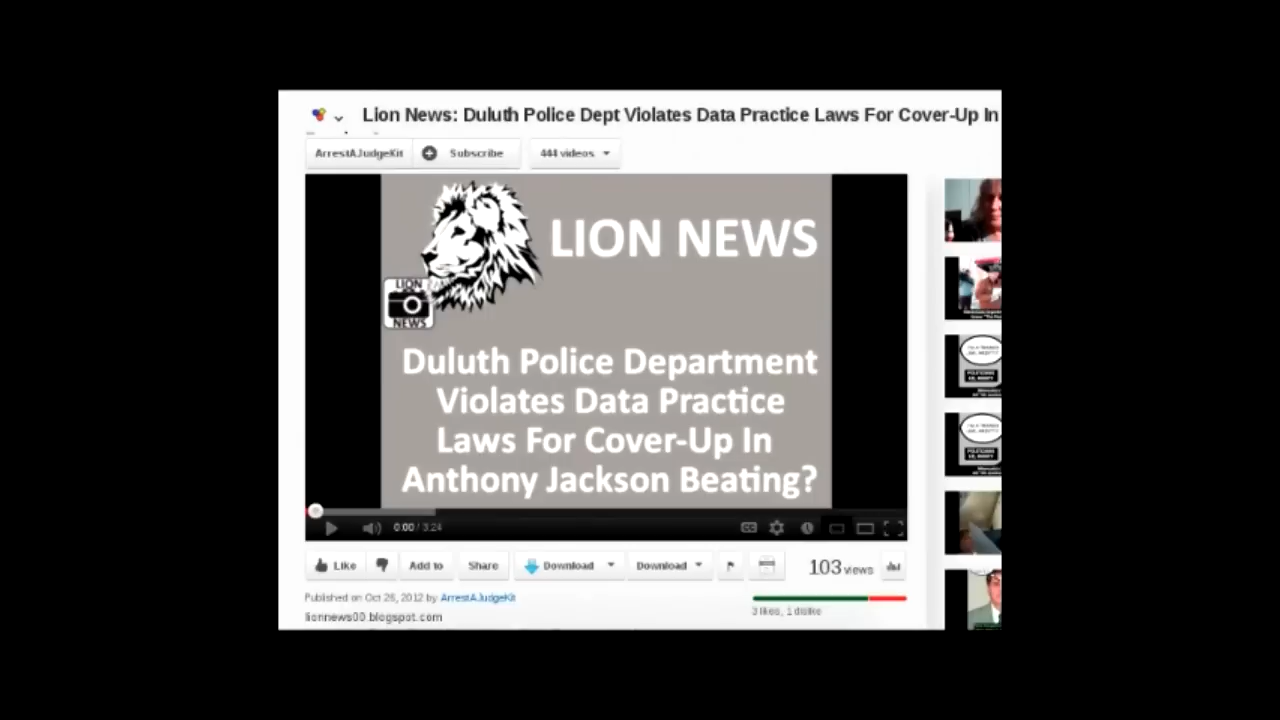 Lion News: Duluth Police Dept Violates Data Practice Laws For Cover-Up In
ArrestAJudgeKit
Subscribe
444 videos
LION NEWS
LION
NEWS
Duluth Police Department
Violates Data Practice
Laws For Cover-Up In
Anthony Jackson Beating?
0:00 / 3:24
CC
Like
Add to
Share
Download
Download
103 views
Published on Oct 26, 2012 by ArrestAJudgeKit
3 likes, 1 dislike
lionnews00.blogspot.com